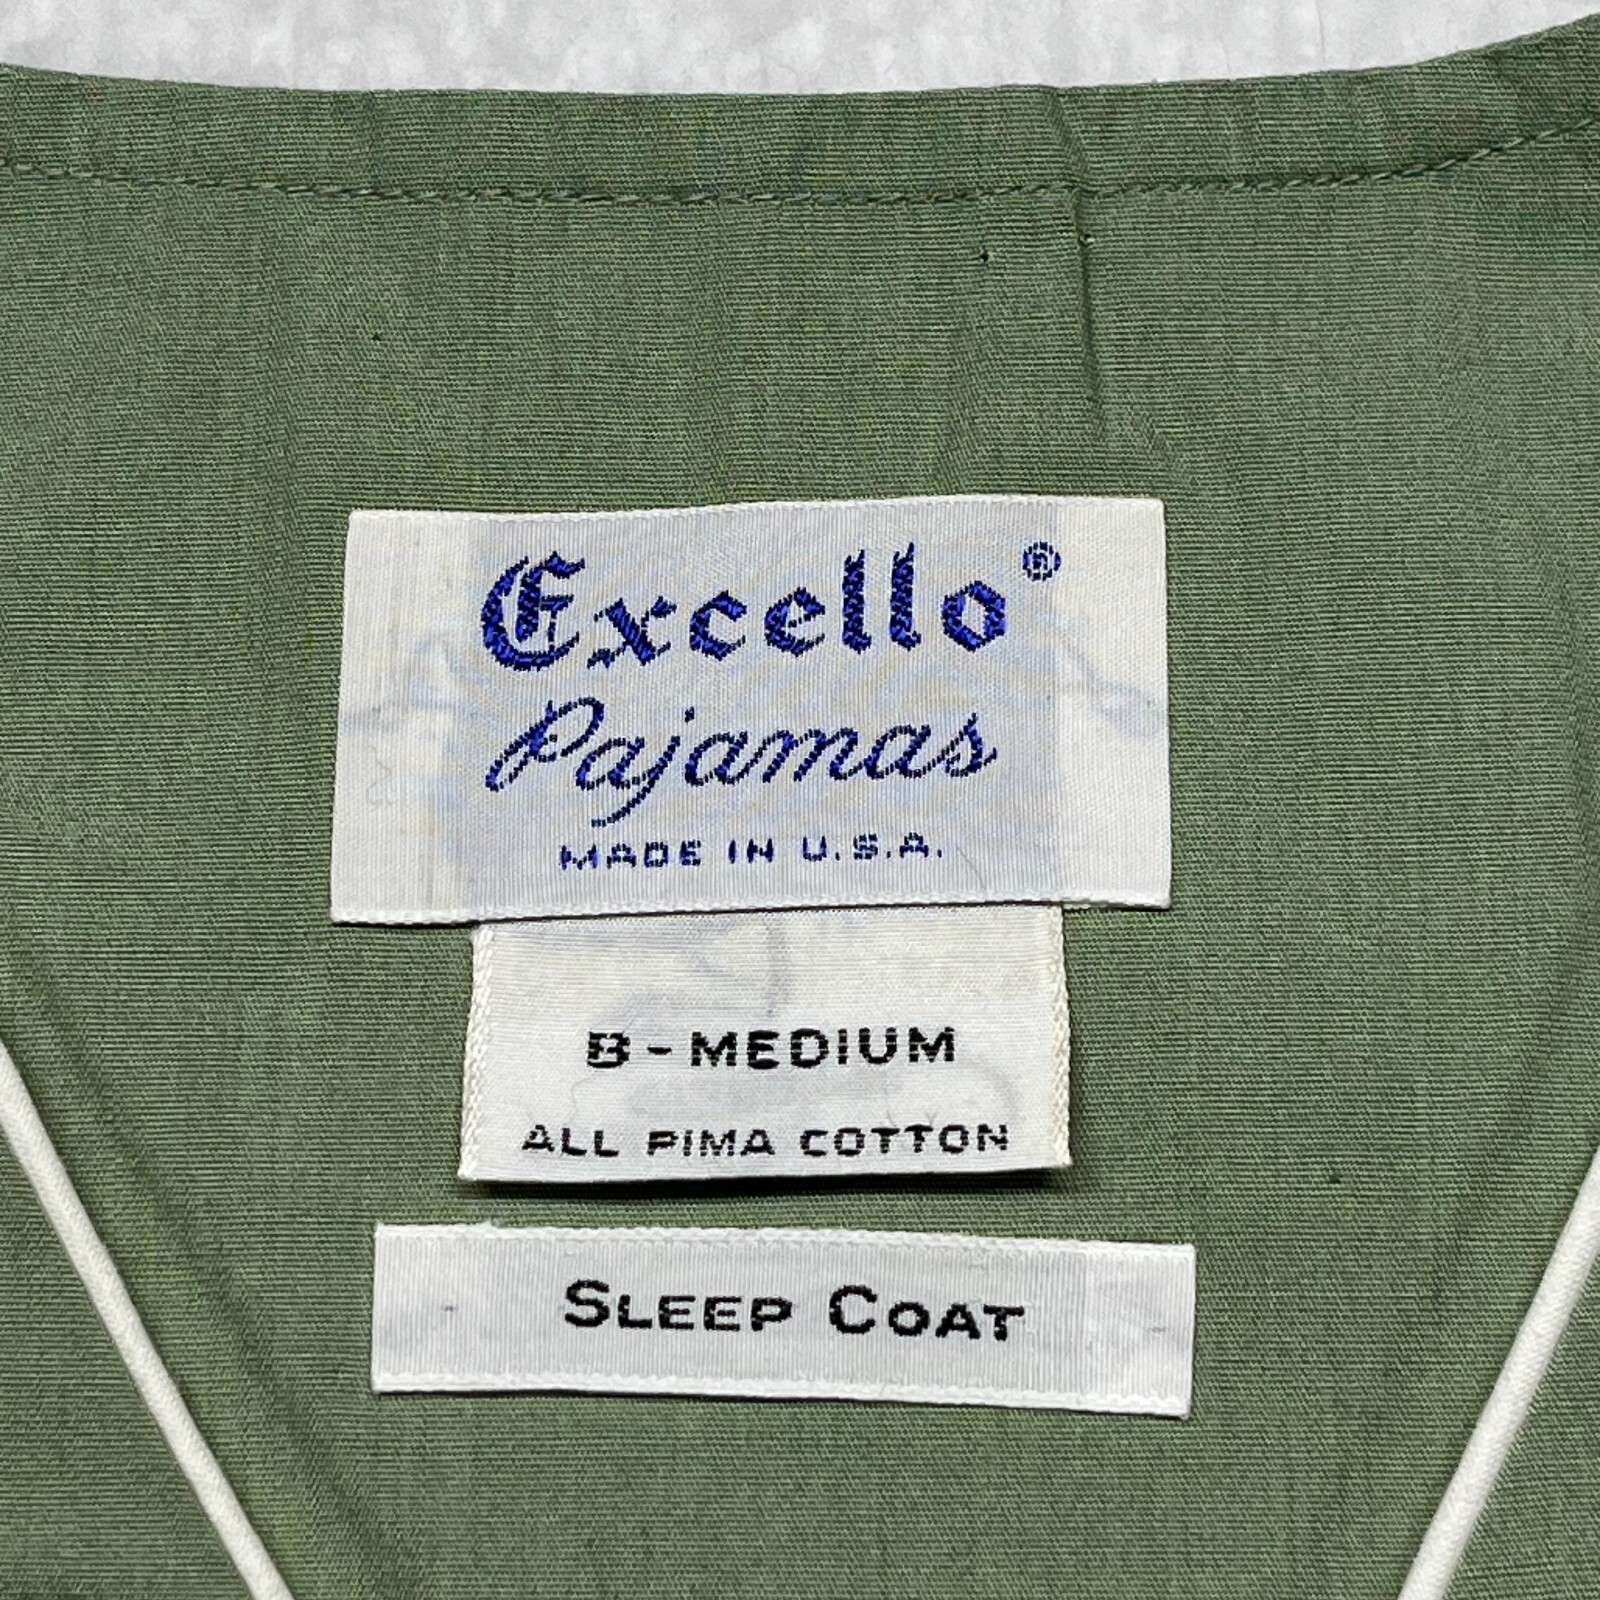 Excello®
Pajamas
MADE IN U.S.A.
B-MEDIUM
ALL PIMA COTTON
SLEEP COAT